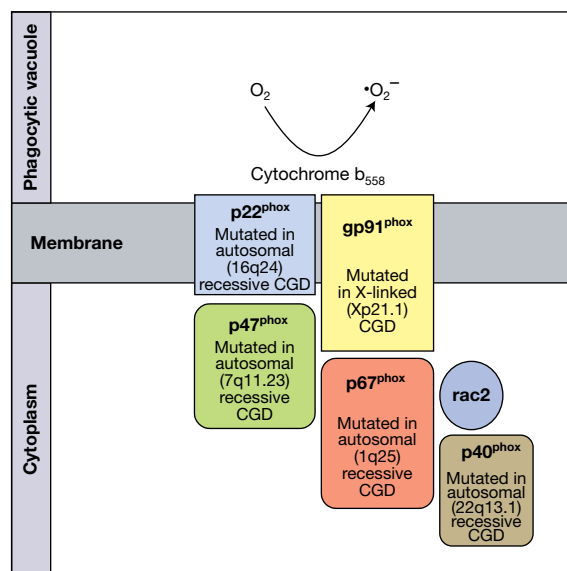 Phagocytic vacuole
O₂
•O₂⁻
Cytochrome b₅₅₈
Membrane
p22ᵖʰᵒˣ
Mutated in
autosomal
(16q24)
recessive CGD
gp91ᵖʰᵒˣ
Mutated
in X-linked
(Xp21.1)
CGD
Cytoplasm
p47ᵖʰᵒˣ
Mutated in
autosomal
(7q11.23)
recessive
CGD
p67ᵖʰᵒˣ
Mutated in
autosomal
(1q25)
recessive
CGD
rac2
p40ᵖʰᵒˣ
Mutated in
autosomal
(22q13.1)
recessive
CGD